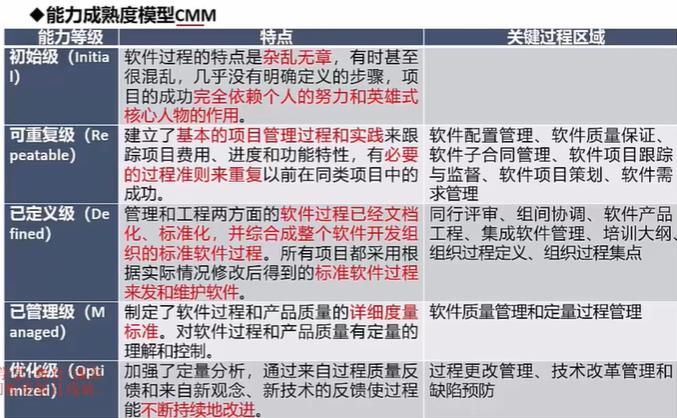 ◆能力成熟度模型CMM
能力等级
特点
关键过程区域
初始级（Initia
l）
软件过程的特点是杂乱无章，有时甚至
很混乱，几乎没有明确定义的步骤，项
目的成功完全依赖个人的努力和英雄式
核心人物的作用。
可重复级（Re
peatable）
建立了基本的项目管理过程和实践来跟
踪项目费用、进度和功能特性，有必要
的过程准则来重复以前在同类项目中的
成功。
软件配置管理、软件质量保证、
软件子合同管理、软件项目跟踪
与监督、软件项目策划、软件需
求管理
已定义级（De
fined）
管理和工程两方面的软件过程已经文档
化、标准化，并综合成整个软件开发组
织的标准软件过程。所有项目都采用根
据实际情况修改后得到的标准软件过程
来发和维护软件。
同行评审、组间协调、软件产品
工程、集成软件管理、培训大纲、
组织过程定义、组织过程集点
已管理级（M
anaged）
制定了软件过程和产品质量的详细度量
标准。对软件过程和产品质量有定量的
理解和控制。
软件质量管理和定量过程管理
优化级（Opti
mized）
加强了定量分析，通过来自过程质量反
馈和来自新观念、新技术的反馈使过程
能不断持续地改进。
过程更改管理、技术改革管理和
缺陷预防